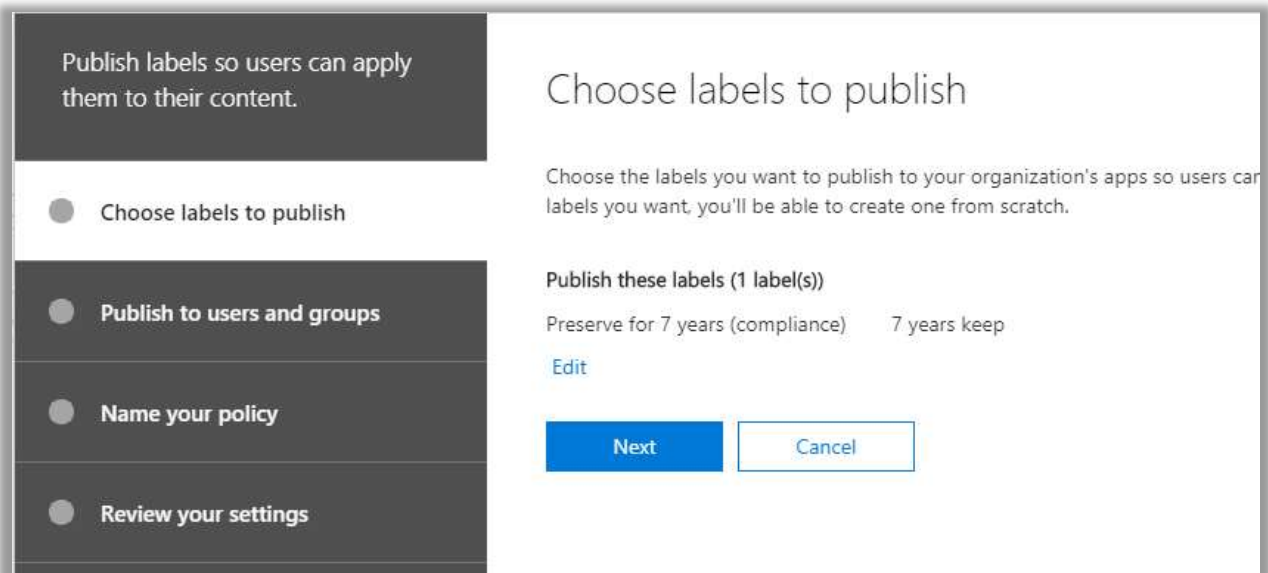 Publish labels so users can apply
them to their content.
Choose labels to publish
Publish to users and groups
Name your policy
Review your settings
Choose labels to publish
Choose the labels you want to publish to your organization's apps so users can
labels you want, you'll be able to create one from scratch.
Publish these labels (1 label(s))
Preserve for 7 years (compliance) 7 years keep
Edit
Next Cancel